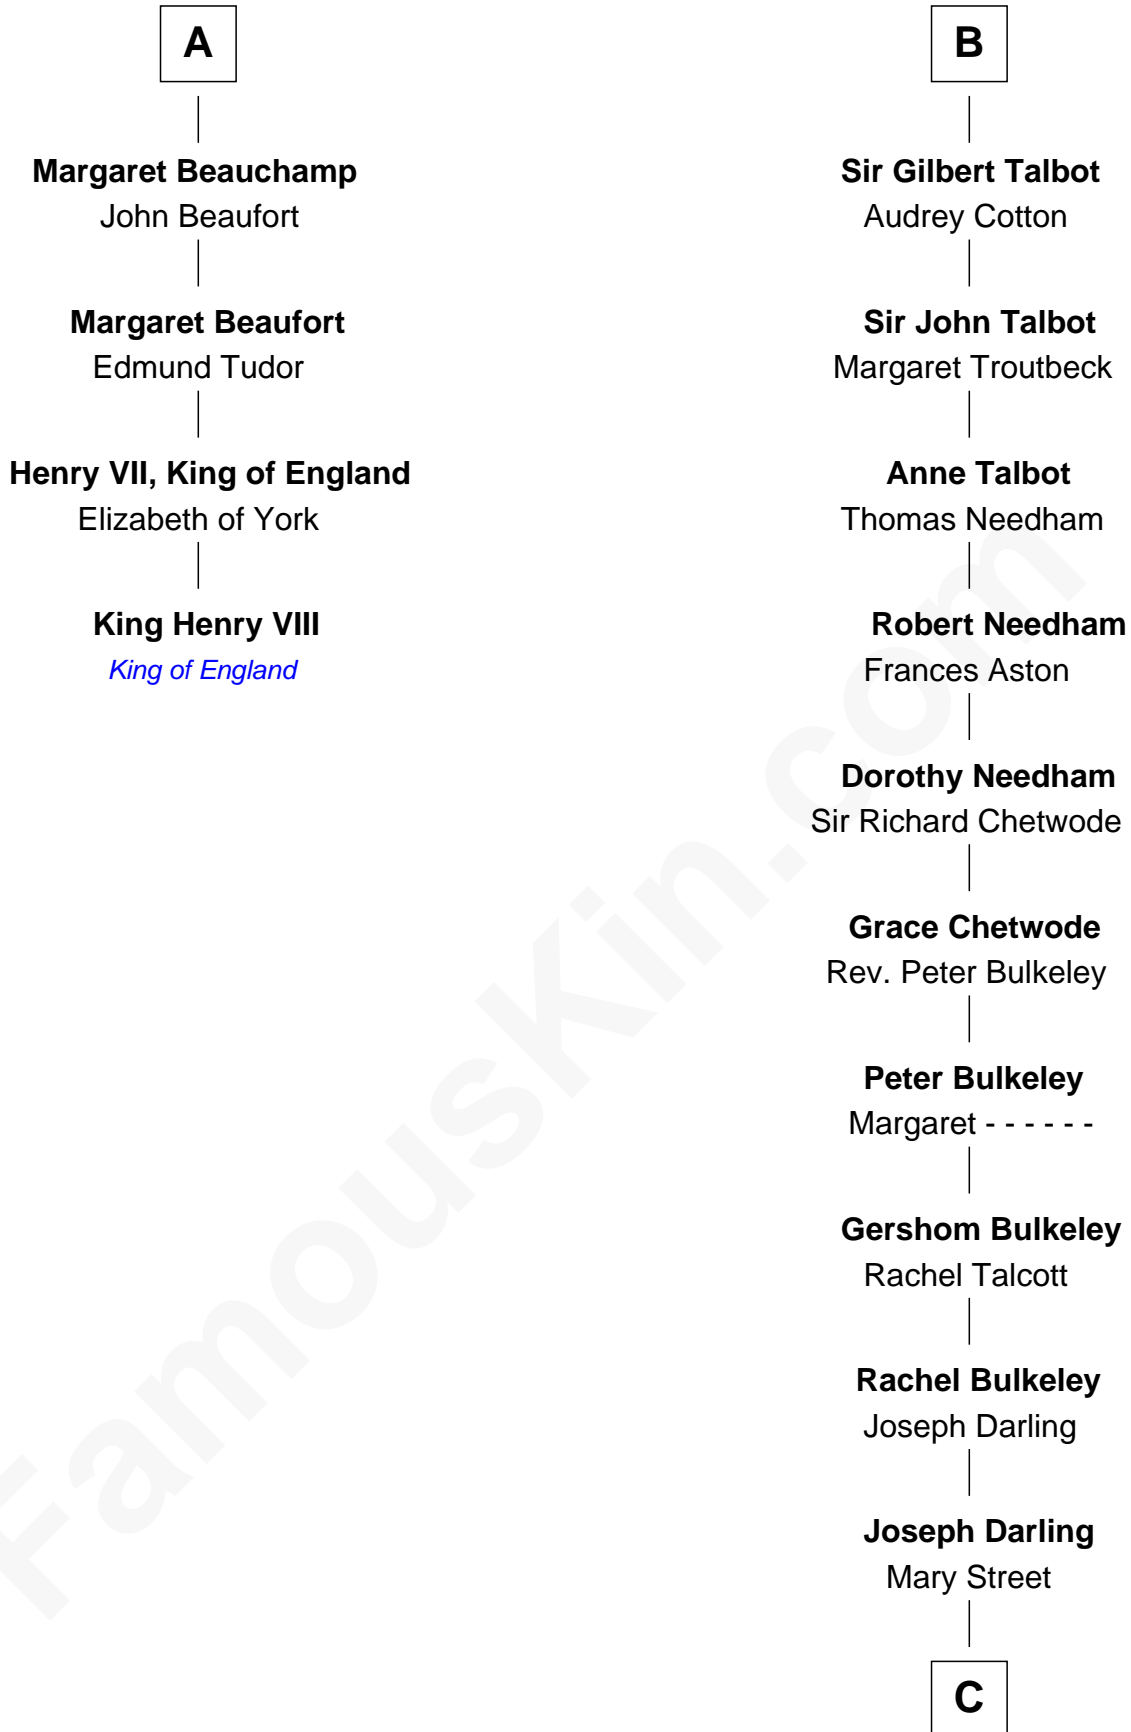 A
Margaret Beauchamp
John Beaufort
Margaret Beaufort
Edmund Tudor
Henry VII, King of England
Elizabeth of York
King Henry VIII
King of England
B
Sir Gilbert Talbot
Audrey Cotton
Sir John Talbot
Margaret Troutbeck
Anne Talbot
Thomas Needham
Robert Needham
Frances Aston
Dorothy Needham
Sir Richard Chetwode
Grace Chetwode
Rev. Peter Bulkeley
Peter Bulkeley
Margaret - - - - - -
Gershom Bulkeley
Rachel Talcott
Rachel Bulkeley
Joseph Darling
Joseph Darling
Mary Street
C
FamousKin.com